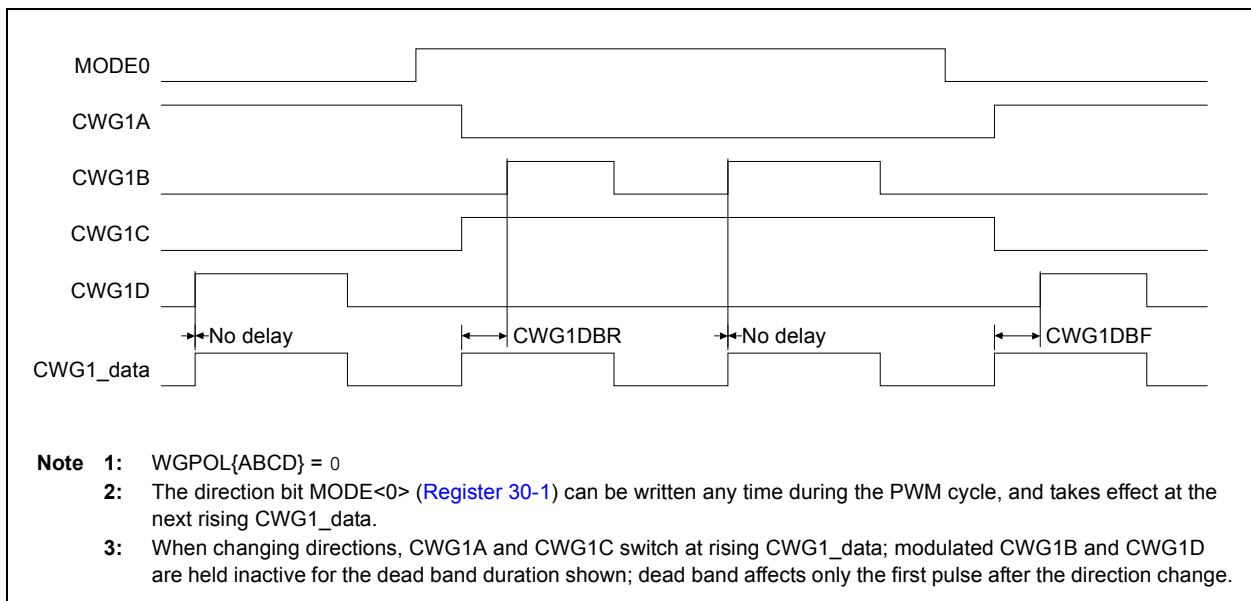 MODE0
CWG1A
CWG1B
CWG1C
CWG1D
No delay CWG1DBR No delay CWG1DBF
CWG1_data
Note 1: WGPOL{ABCD} = 0
2: The direction bit MODE<0> (Register 30-1) can be written any time during the PWM cycle, and takes effect at the
next rising CWG1_data.
3: When changing directions, CWG1A and CWG1C switch at rising CWG1_data; modulated CWG1B and CWG1D
are held inactive for the dead band duration shown; dead band affects only the first pulse after the direction change.